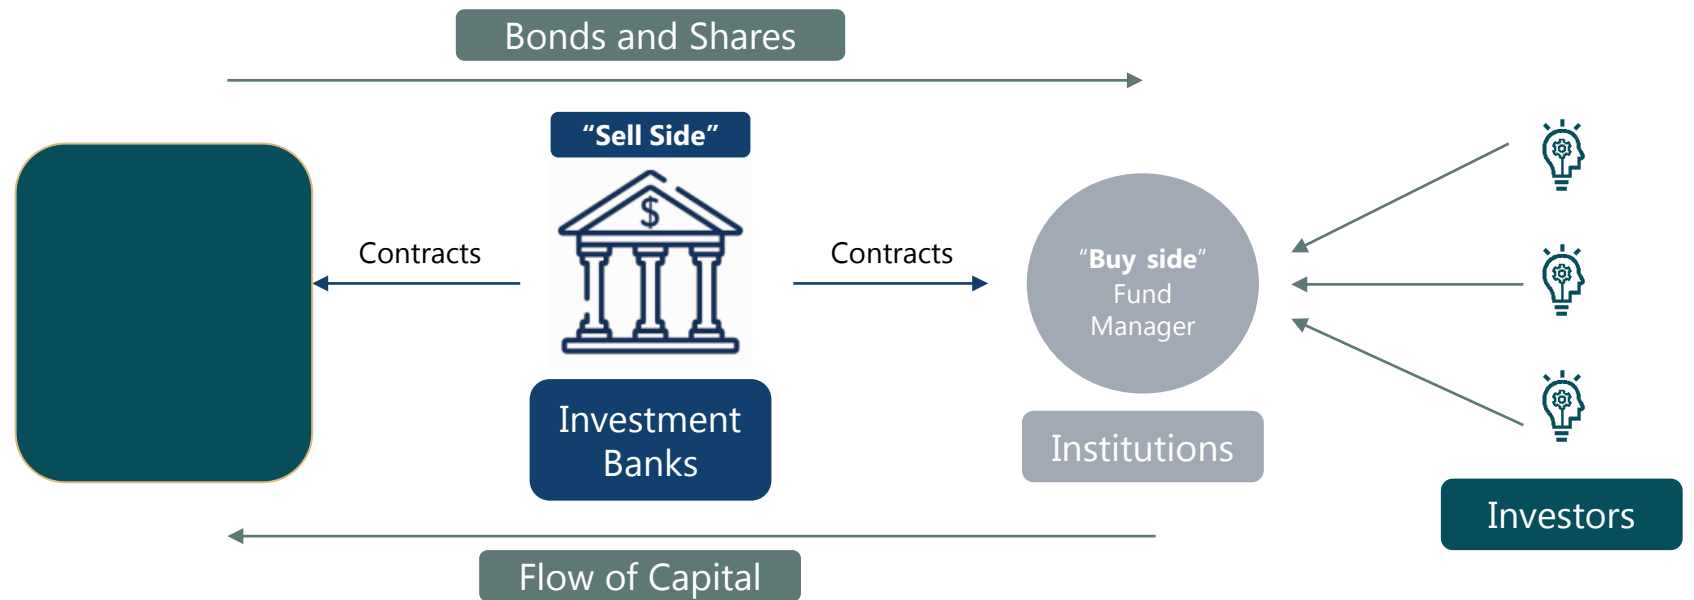 Bonds and Shares
“Sell Side”
$
Contracts
Contracts
“Buy side”
Fund
Manager
Investment
Banks
Institutions
Investors
Flow of Capital